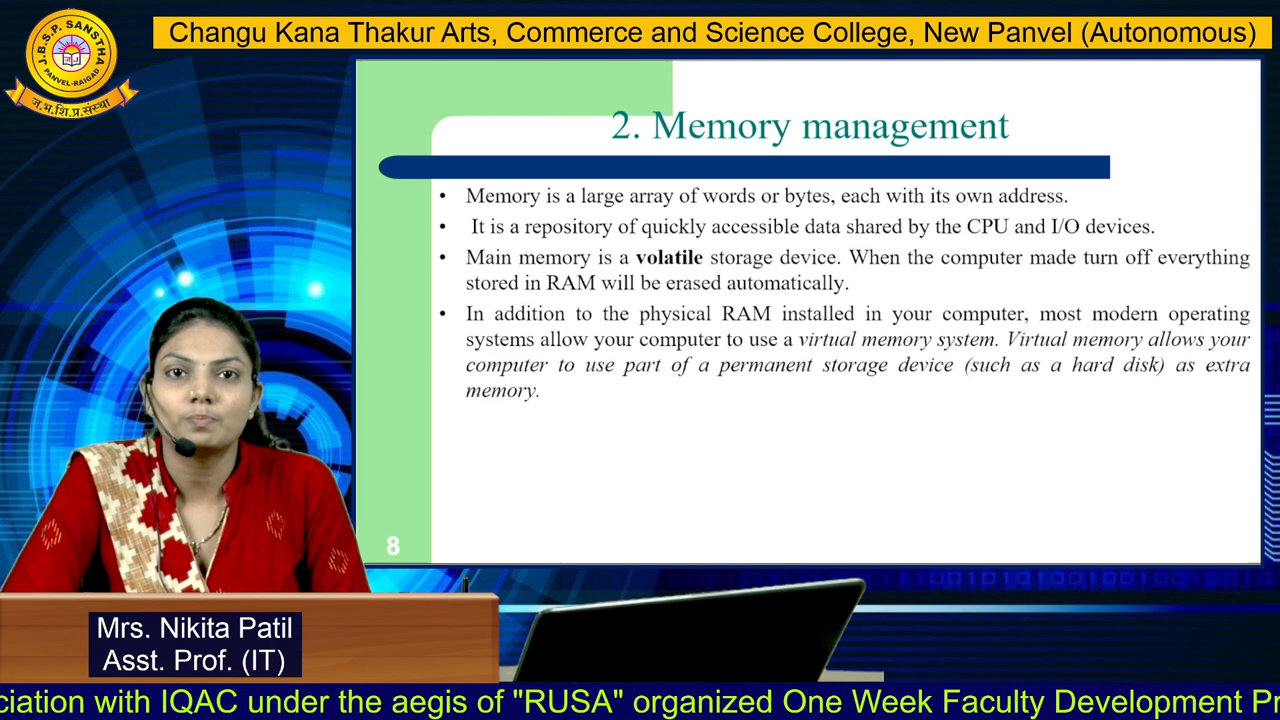 Changu Kana Thakur Arts, Commerce and Science College, New Panvel (Autonomous)
J.B.S.P. SANSTHA
PANVEL-RAIGAD
ज.भ.शि.प्र.संस्था
2. Memory management
• Memory is a large array of words or bytes, each with its own address.
• It is a repository of quickly accessible data shared by the CPU and I/O devices.
• Main memory is a volatile storage device. When the computer made turn off everything
stored in RAM will be erased automatically.
• In addition to the physical RAM installed in your computer, most modern operating
systems allow your computer to use a virtual memory system. Virtual memory allows your
computer to use part of a permanent storage device (such as a hard disk) as extra
memory.
8
Mrs. Nikita Patil
Asst. Prof. (IT)
ciation with IQAC under the aegis of "RUSA" organized One Week Faculty Development Pr